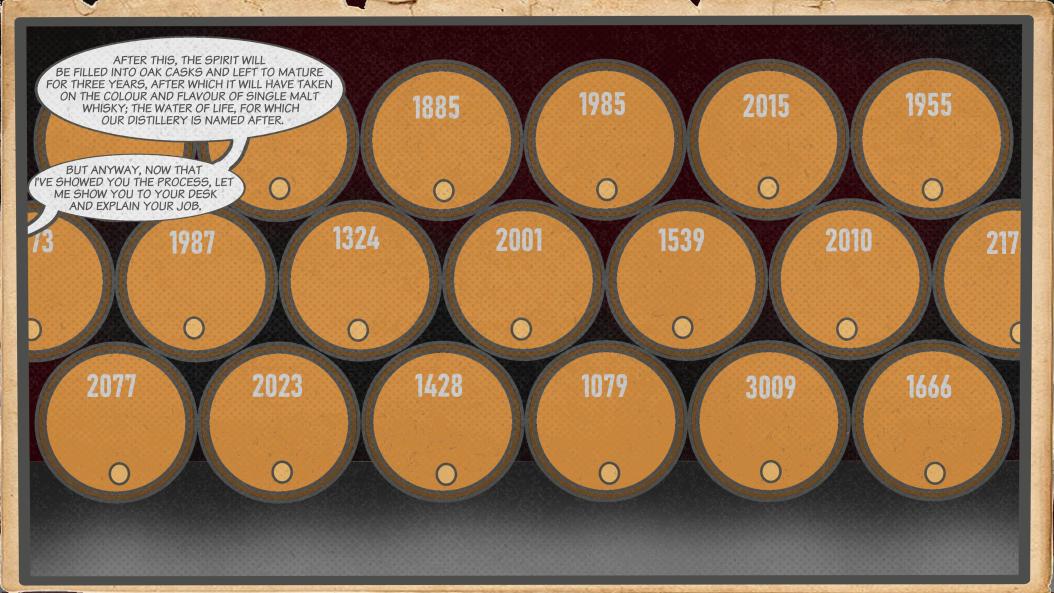 AFTER THIS, THE SPIRIT WILL
BE FILLED INTO OAK CASKS AND LEFT TO MATURE
FOR THREE YEARS, AFTER WHICH IT WILL HAVE TAKEN
ON THE COLOUR AND FLAVOUR OF SINGLE MALT
WHISKY; THE WATER OF LIFE, FOR WHICH
OUR DISTILLERY IS NAMED AFTER.
BUT ANYWAY, NOW THAT
I'VE SHOWED YOU THE PROCESS, LET
ME SHOW YOU TO YOUR DESK
AND EXPLAIN YOUR JOB.
1885 1985 2015 1955
73 1987 1324 2001 1539 2010 217
2077 2023 1428 1079 3009 1666